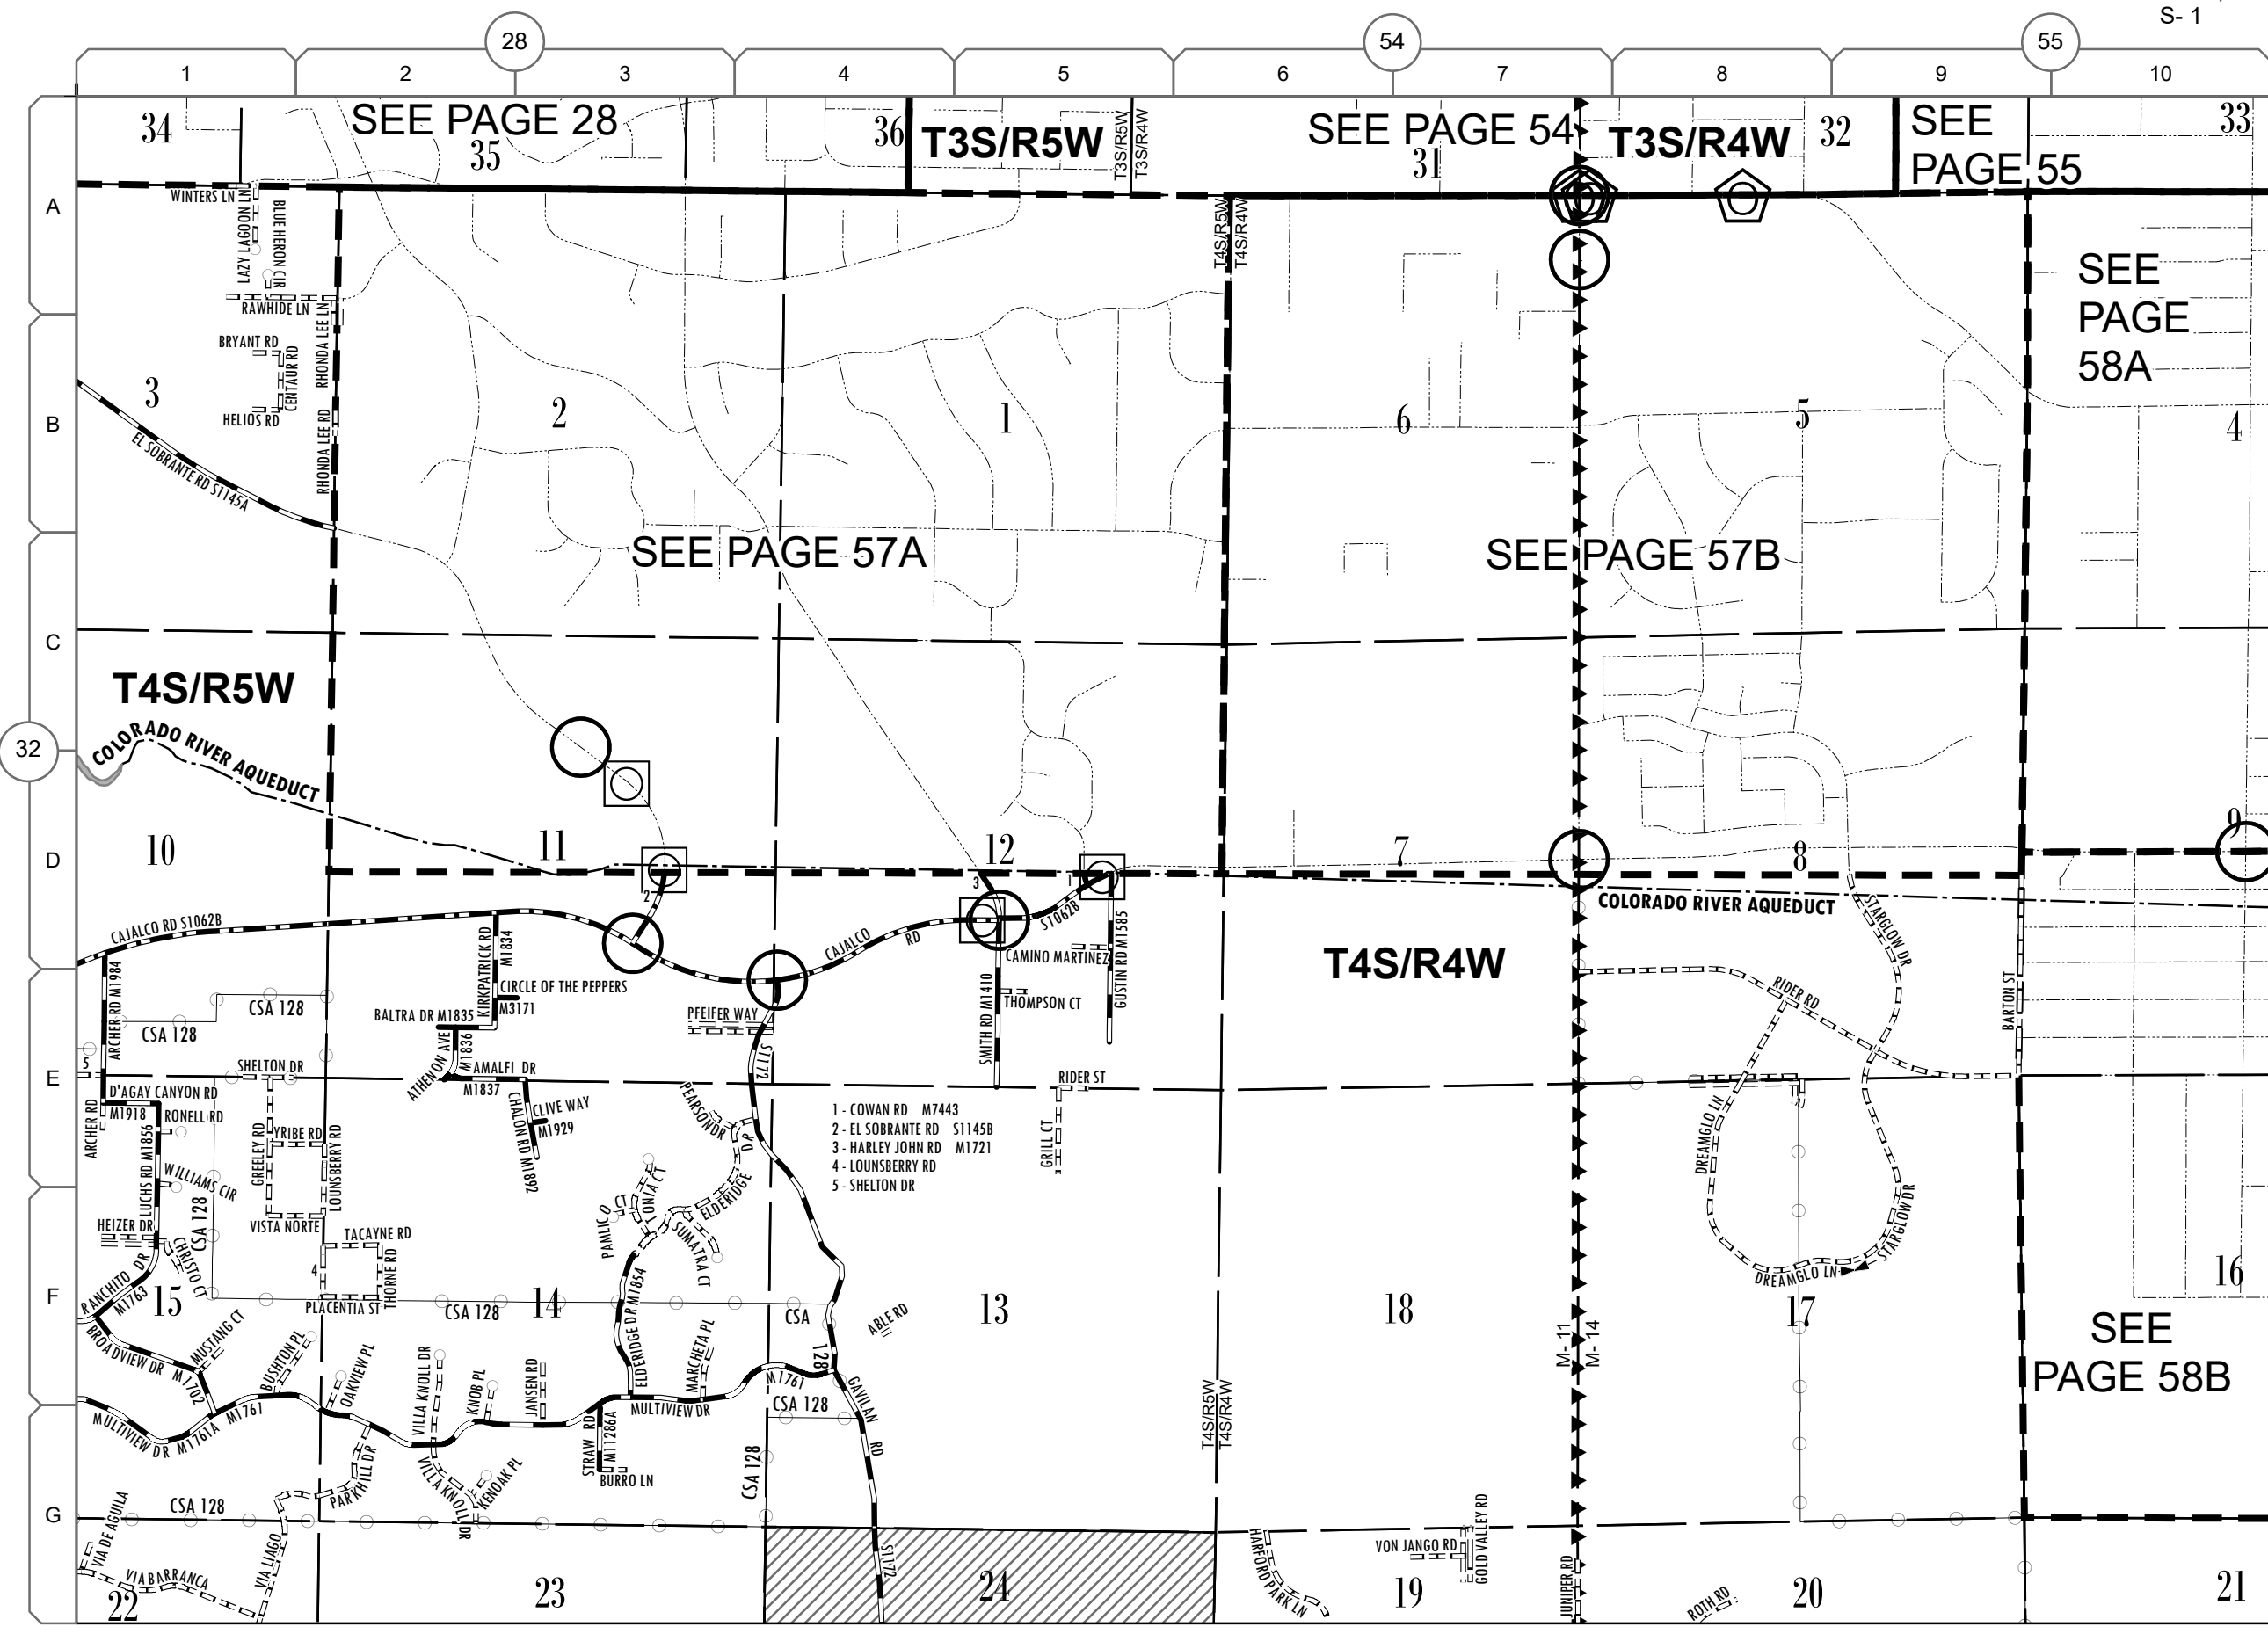 S- 1
28
54
55
1
2
3
4
5
6
7
8
9
10
34
SEE PAGE 28
35
36
T3S/R5W
T3S/R5W
T3S/R4W
SEE PAGE 54
31
T3S/R4W
32
SEE
PAGE 55
33
A
WINTERS LN
LAZY LAGOON LN
BLUE HERON CIR
RAWHIDE LN
T4S/R5W
T4S/R4W
SEE
PAGE
58A
B
BRYANT RD
CENTAUR RD
HELIOS RD
RHONDA LEE LN
RHONDA LEE RD
3
2
1
6
5
4
EL SOBRANTE RD S1145A
SEE PAGE 57A
SEE PAGE 57B
C
T4S/R5W
32
COLORADO RIVER AQUEDUCT
D
10
11
12
7
8
9
2
3
1
CAJALCO RD S1062B
CAJALCO
RD
S1062B
COLORADO RIVER AQUEDUCT
KIRKPATRICK RD
M1834
CAMINO MARTINEZ
GUSTIN RD M1585
T4S/R4W
STARGLOW DR
ARCHER RD M1984
CSA 128
CSA 128
CIRCLE OF THE PEPPERS
M3171
BALTRA DR M1835
PFEIFER WAY
THOMPSON CT
SMITH RD M1410
RIDER RD
BARTON ST
E
5
SHELTON DR
ATHENON AVE
M1836
AMALFI DR
M1837
S1172
RIDER ST
D'AGAY CANYON RD
M1918
RONELL RD
ARCHER RD
LUCHS RD M1856
GREELEY RD
YRIBE RD
LOUNSBERRY RD
CHALON RD M1892
CLIVE WAY
M1929
PEARSON DR
1 - COWAN RD M7443
2 - EL SOBRANTE RD S1145B
3 - HARLEY JOHN RD M1721
4 - LOUNSBERRY RD
5 - SHELTON DR
GRILL CT
DREAMGLO LN
WILLIAMS CIR
CSA 128
VISTA NORTE
PAMLICO CT
LONIA CT
ELDERIDGE DR
SUMATRA CT
HEIZER DR
CHRISTO CT
TACAYNE RD
THORNE RD
4
PLACENTIA ST
STARGLOW DR
DREAMGLO LN
F
RANCHITO DR
M1763
15
CSA 128
14
ELDERIDGE DR M1854
CSA
128
ABLE RD
13
18
17
16
BROADVIEW DR M1702
MUSTANG CT
BUSHTON PL
OAKVIEW PL
VILLA KNOLL DR
KNOB PL
JANSEN RD
MARCHETA PL
M1761
M- 11
M- 14
SEE
PAGE 58B
MULTIVIEW DR M1761A
M1761
MULTIVIEW DR
CSA 128
GAVILAN
RD
T4S/R5W
T4S/R4W
STRAW RD
M11286A
BURRO LN
PARKHILL DR
VILLA KNOLL DR
KENOAK PL
CSA 128
G
CSA 128
VIA DE AGUILA
VIA BARRANCA
VIA LIAGO
S1172
HARFORD PARK LN
VON JANGO RD
GOLD VALLEY RD
JUNIPER RD
ROTH RD
22
23
24
19
20
21